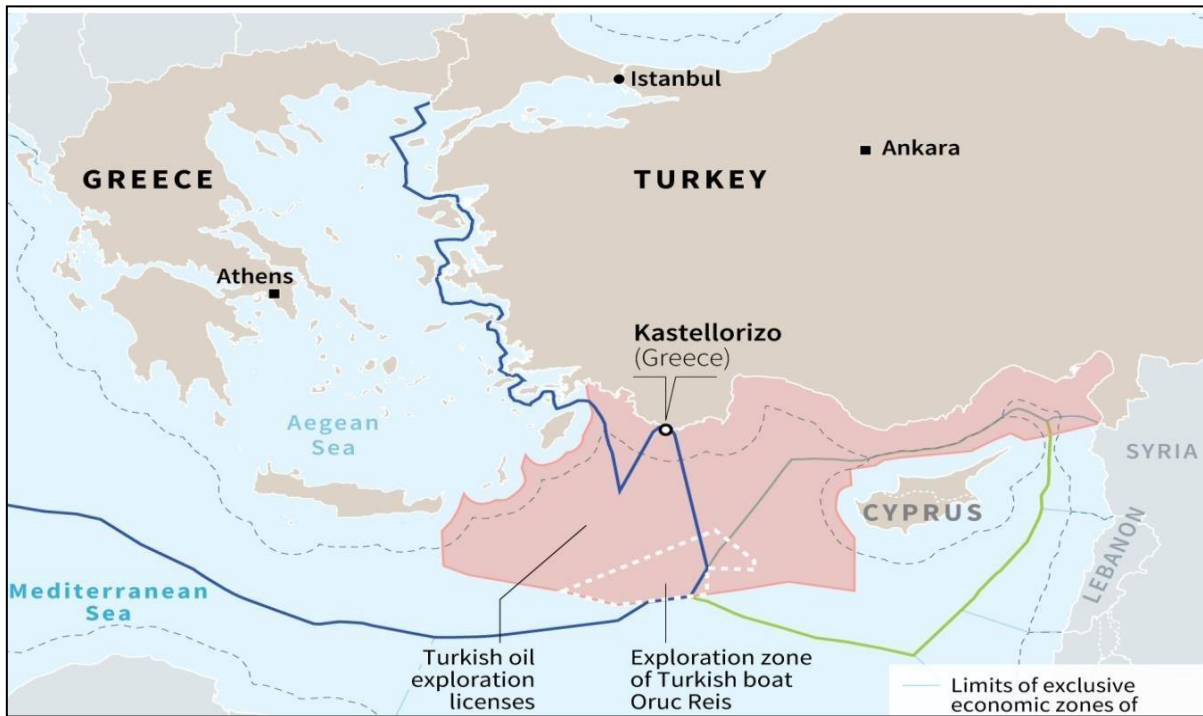 Istanbul
Ankara
GREECE
TURKEY
Athens
Kastellorizo
(Greece)
Aegean
Sea
SYRIA
CYPRUS
LEBANON
Mediterranean
Sea
Turkish oil
exploration
licenses
Exploration zone
of Turkish boat
Oruc Reis
Limits of exclusive
economic zones of